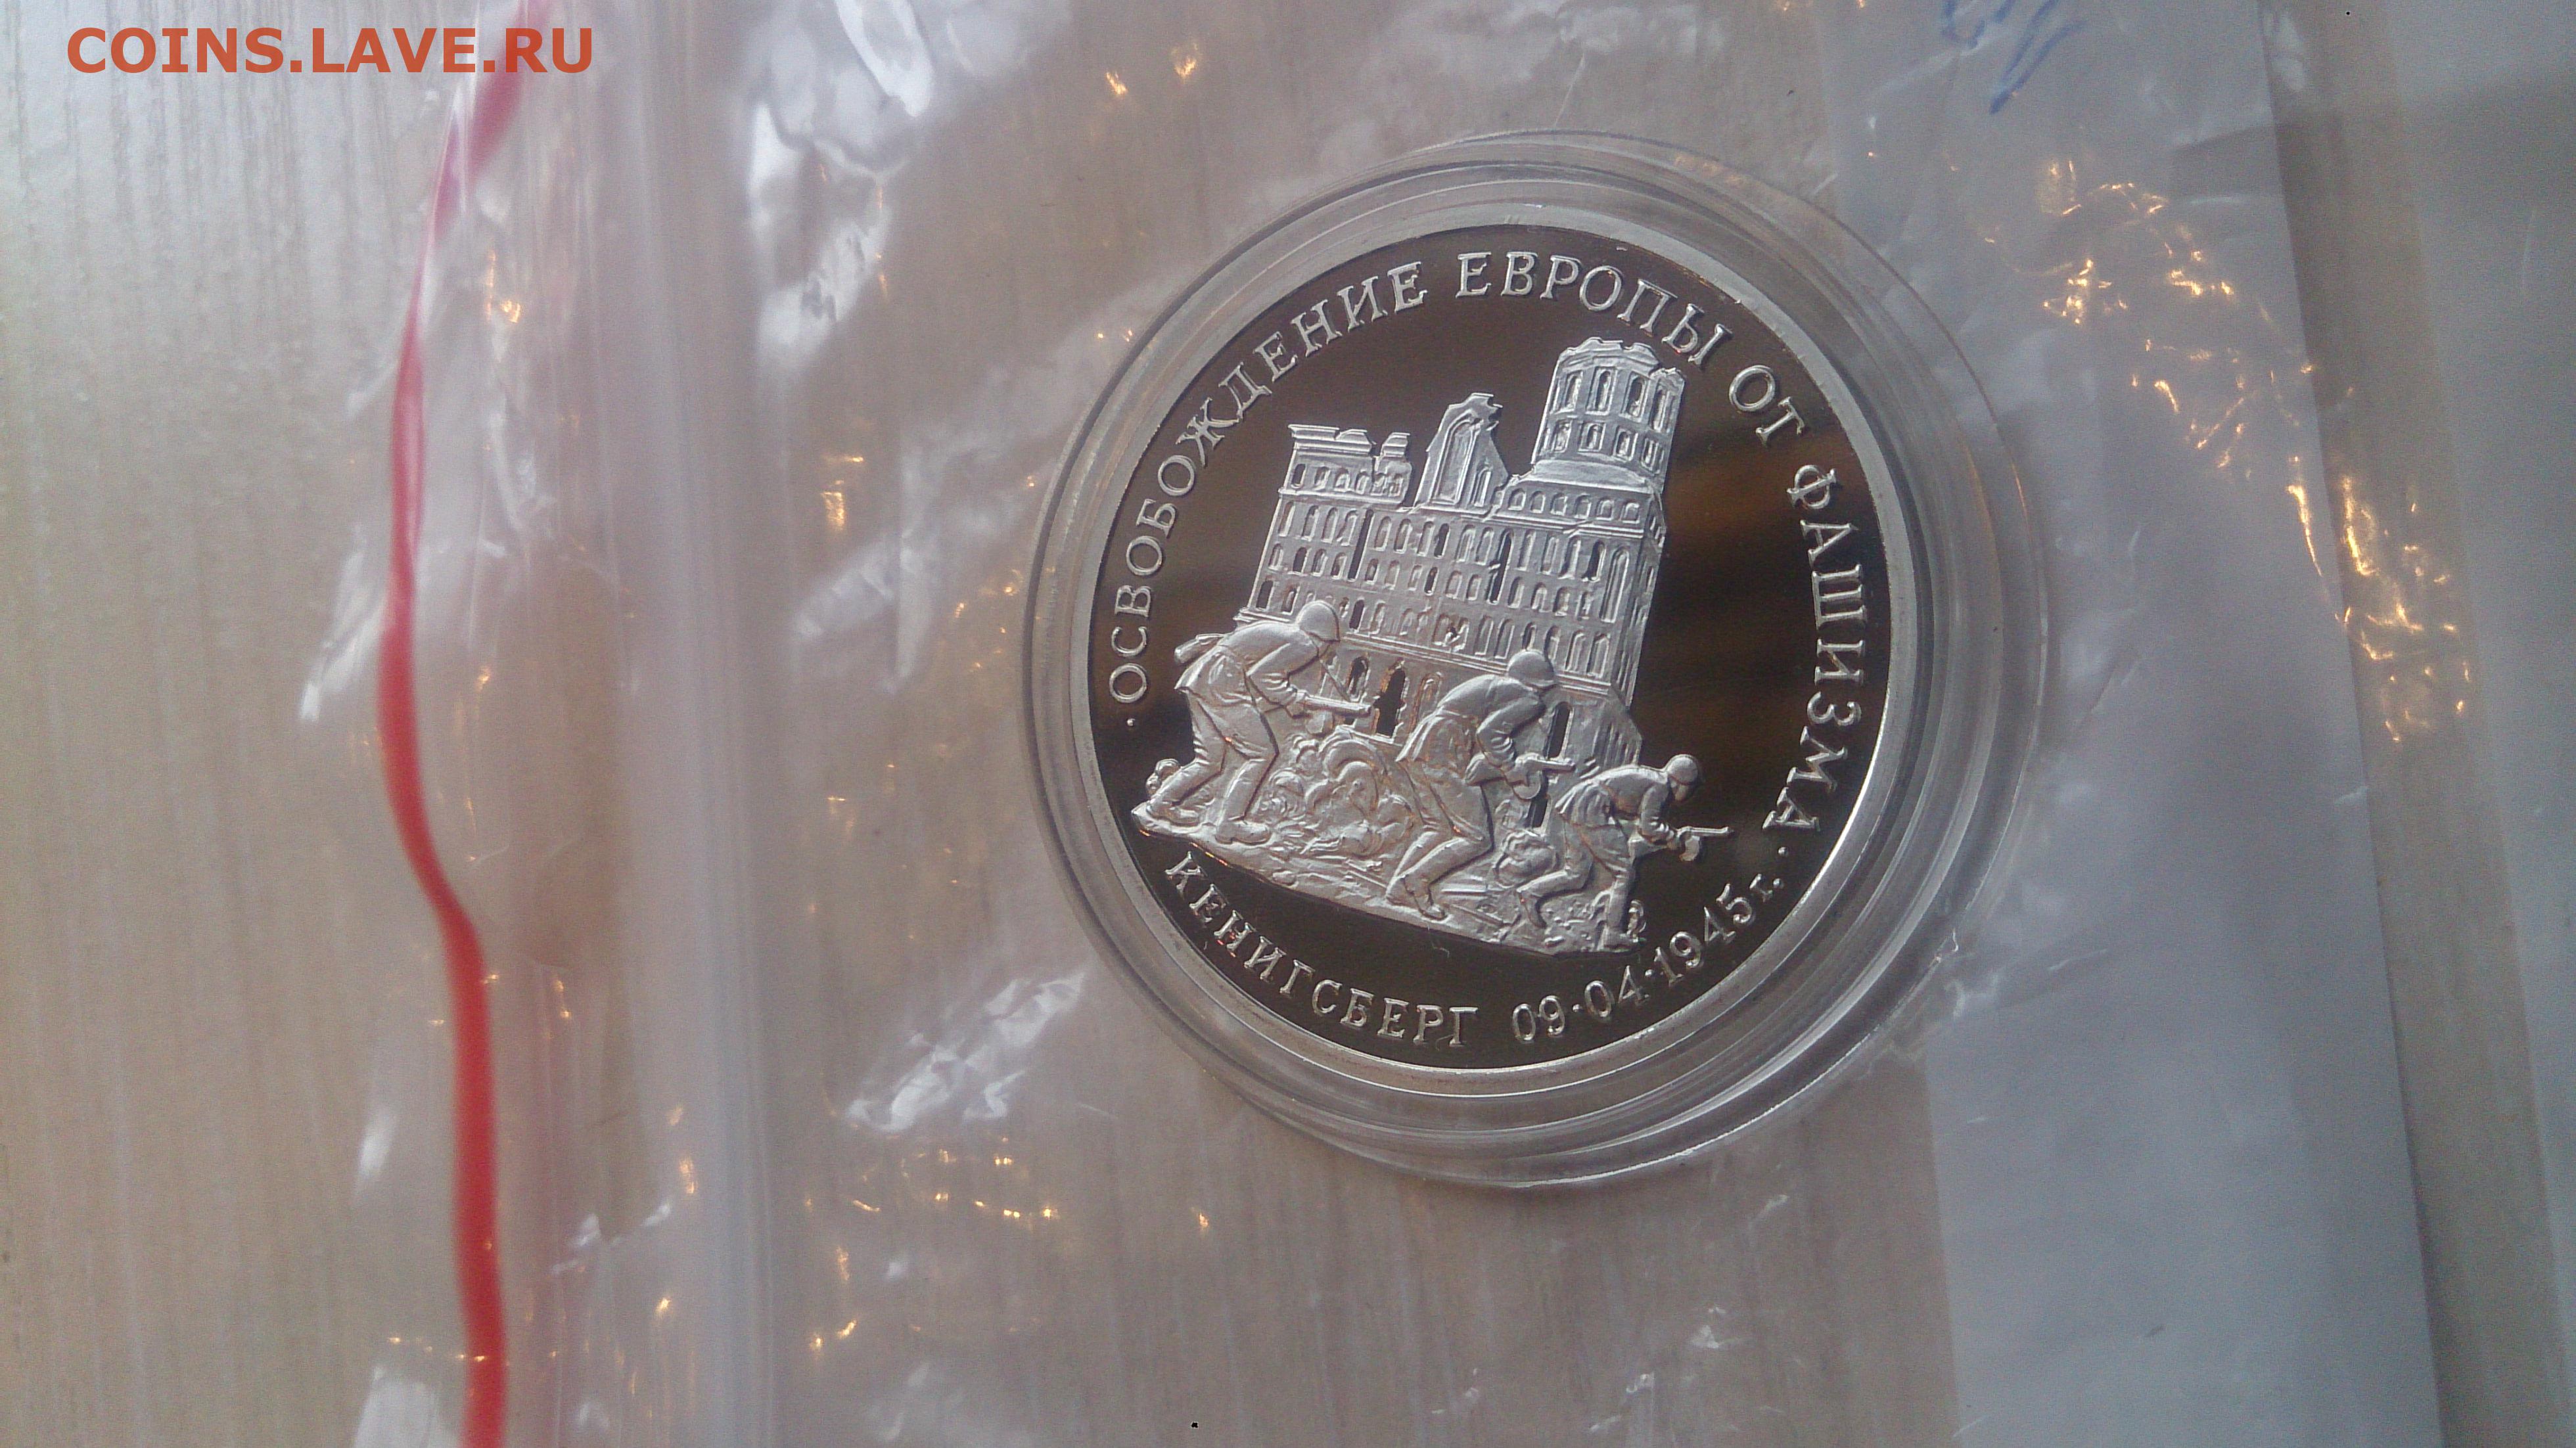 COINS.LAVE.RU
·ОСВОБОЖДЕНИЕ ЕВРОПЫ ОТ ФАШИЗМА·
КЕНИГСБЕРГ 09·04·1945г.